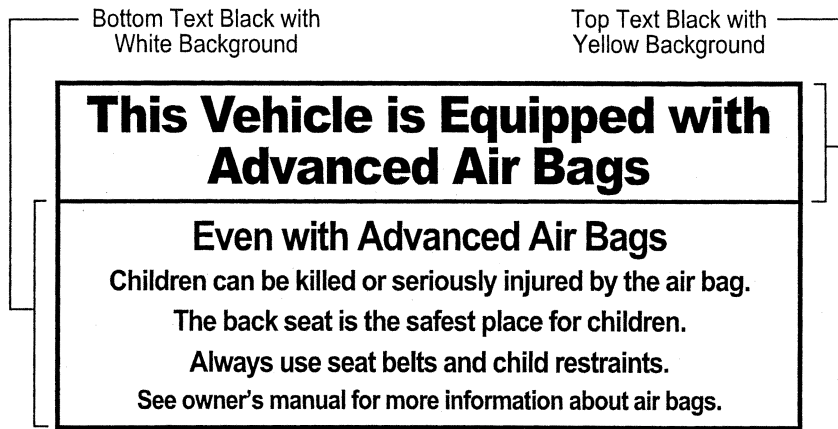 Bottom Text Black with
White Background
Top Text Black with
Yellow Background
This Vehicle is Equipped with
Advanced Air Bags
Even with Advanced Air Bags
Children can be killed or seriously injured by the air bag.
The back seat is the safest place for children.
Always use seat belts and child restraints.
See owner's manual for more information about air bags.